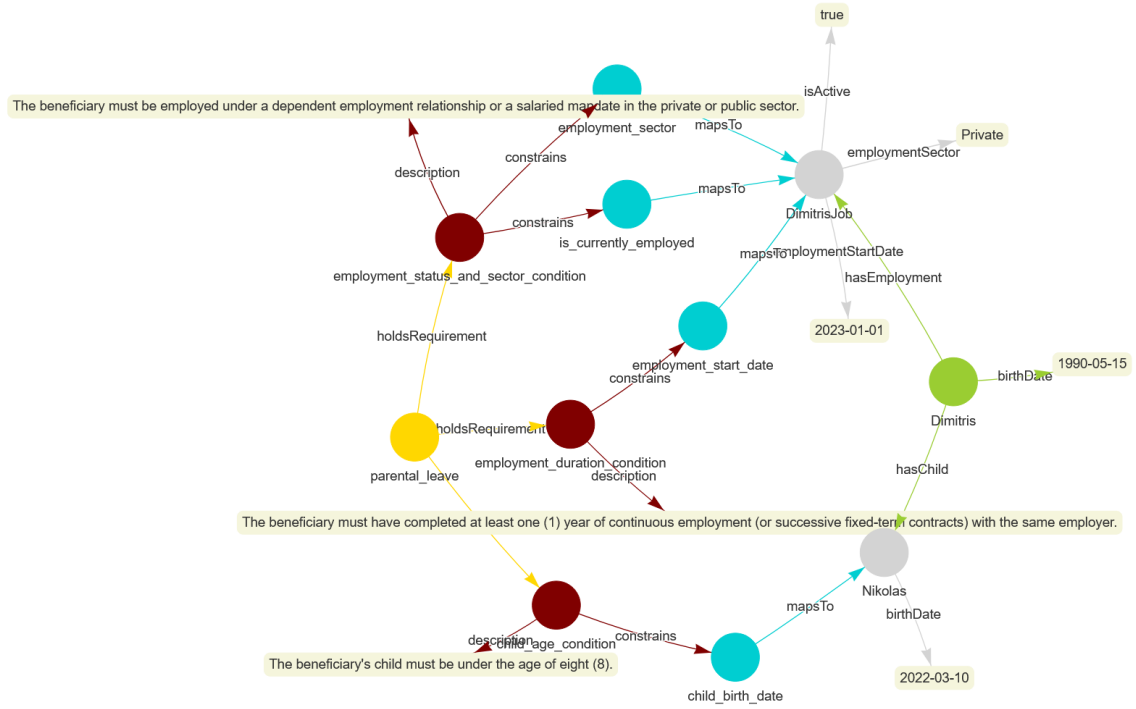 true
isActive
The beneficiary must be employed under a dependent employment relationship or a salaried mandate in the private or public sector.
employment_sector
mapsTo
Private
employmentSector
constrains
description
mapsTo
DimitrisJob
constrains
is_currently_employed
employment_status_and_sector_condition
mapsTo
employmentStartDate
hasEmployment
holdsRequirement
2023-01-01
employment_start_date
constrains
1990-05-15
birthDate
Dimitris
holdsRequirement
employment_duration_condition
parental_leave
description
hasChild
The beneficiary must have completed at least one (1) year of continuous employment (or successive fixed-term contracts) with the same employer.
Nikolas
mapsTo
birthDate
description
child_age_condition
constrains
The beneficiary's child must be under the age of eight (8).
2022-03-10
child_birth_date